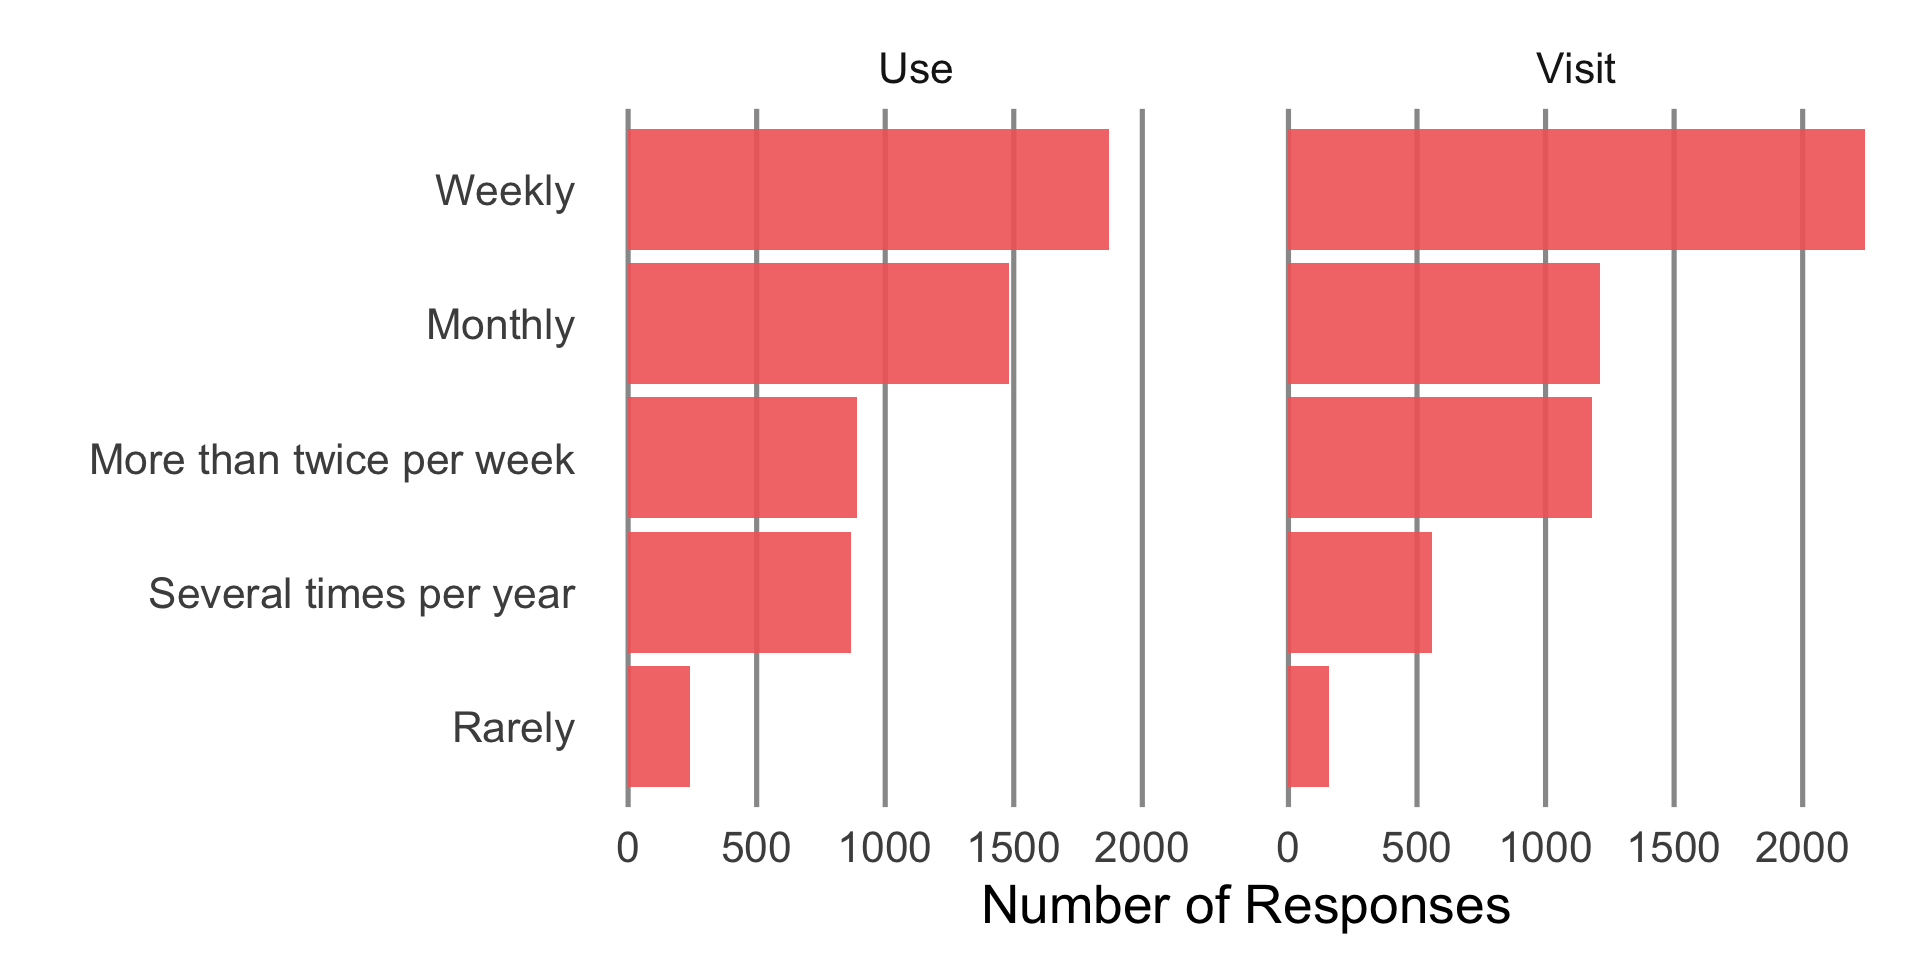 Use
Visit
Weekly
Monthly
More than twice per week
Several times per year
Rarely
0 500 1000 1500 2000
0 500 1000 1500 2000
Number of Responses